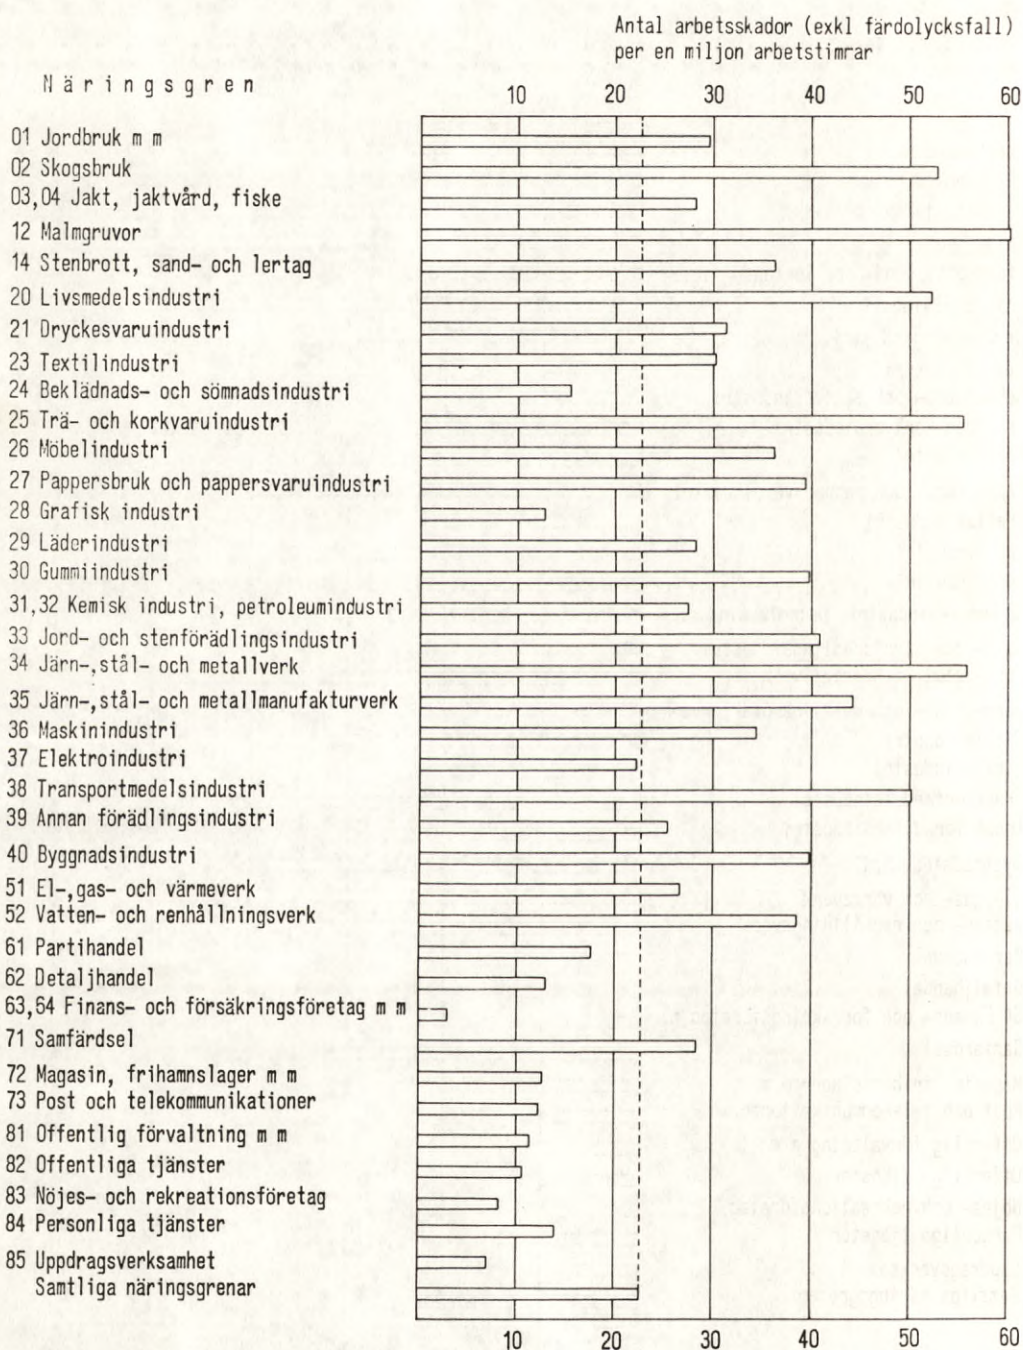 Antal arbetsskador (exkl färdolycksfall)
per en miljon arbetstimrar
Näringsgren
10 20 30 40 50 60
01 Jordbruk m m
02 Skogsbruk
03,04 Jakt, jaktvård, fiske
12 Malmgruvor
14 Stenbrott, sand- och lertag
20 Livsmedelsindustri
21 Dryckesvaruindustri
23 Textilindustri
24 Beklädnads- och sömnadsindustri
25 Trä- och korkvaruindustri
26 Möbelindustri
27 Pappersbruk och pappersvaruindustri
28 Grafisk industri
29 Läderindustri
30 Gummiindustri
31,32 Kemisk industri, petroleumindustri
33 Jord- och stenförädlingsindustri
34 Järn-,stål- och metallverk
35 Järn-,stål- och metallmanufakturverk
36 Maskinindustri
37 Elektroindustri
38 Transportmedelsindustri
39 Annan förädlingsindustri
40 Byggnadsindustri
51 El-,gas- och värmeverk
52 Vatten- och renhållningsverk
61 Partihandel
62 Detaljhandel
63,64 Finans- och försäkringsföretag m m
71 Samfärdsel
72 Magasin, frihamnslager m m
73 Post och telekommunikationer
81 Offentlig förvaltning m m
82 Offentliga tjänster
83 Nöjes- och rekreationsföretag
84 Personliga tjänster
85 Uppdragsverksamhet
Samtliga näringsgrenar
10 20 30 40 50 60